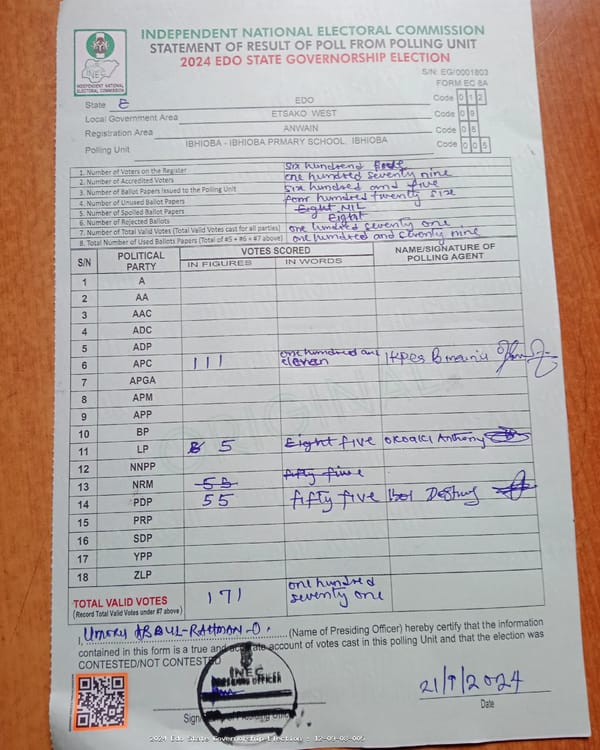 INDEPENDENT NATIONAL ELECTORAL COMMISSION
STATEMENT OF RESULT OF POLL FROM POLLING UNIT
2024 EDO STATE GOVERNORSHIP ELECTION
INEC
INDEPENDENT NATIONAL ELECTORAL COMMISSION
S/N: EG/0001803
FORM EC 8A
State E EDO Code 0 1 2
Local Government Area ETSAKO WEST Code 0 9
Registration Area ANWAIN Code 0 8
Polling Unit IBHIOBA - IBHIOBA PRMARY SCHOOL, IBHIOBA Code 0 0 5
1. Number of Voters on the Register six hundrend
2. Number of Accredited Voters one hundred seventy nine
3. Number of Ballot Papers Issued to the Polling Unit six hundred and five
4. Number of Unused Ballot Papers four hundred twenty six
5. Number of Spoiled Ballot Papers Eight NIL
6. Number of Rejected Ballots Eight
7. Number of Total Valid Votes (Total Valid Votes cast for all parties) one hundred seventy one
8. Total Number of Used Ballots Papers (Total of #5 + #6 + #7 above) one hundred and seventy nine
S/N POLITICAL PARTY VOTES SCORED NAME/SIGNATURE OF POLLING AGENT
IN FIGURES IN WORDS
1 A
2 AA
3 AAC
4 ADC
5 ADP
6 APC 111 one hundred and eleven
7 APGA
8 APM
9 APP
10 BP
11 LP 5 Eight five Anthony
12 NNPP
13 NRM 55 fifty five
14 PDP 55 fifty five Destiny
15 PRP
16 SDP
17 YPP
18 ZLP
ORIGINAL
TOTAL VALID VOTES 171 one hundred seventy one
(Record Total Valid Votes under #7 above)
I, Umoru ABDUL-RAHMAN-O. (Name of Presiding Officer) hereby certify that the information
contained in this form is a true and accurate account of votes cast in this polling Unit and that the election was
CONTESTED/NOT CONTESTED
INEC
PRESIDING OFFICER
21/9/2024
Signature of Presiding Officer Date
2024 Edo State Governorship Election - 12-09-08-005